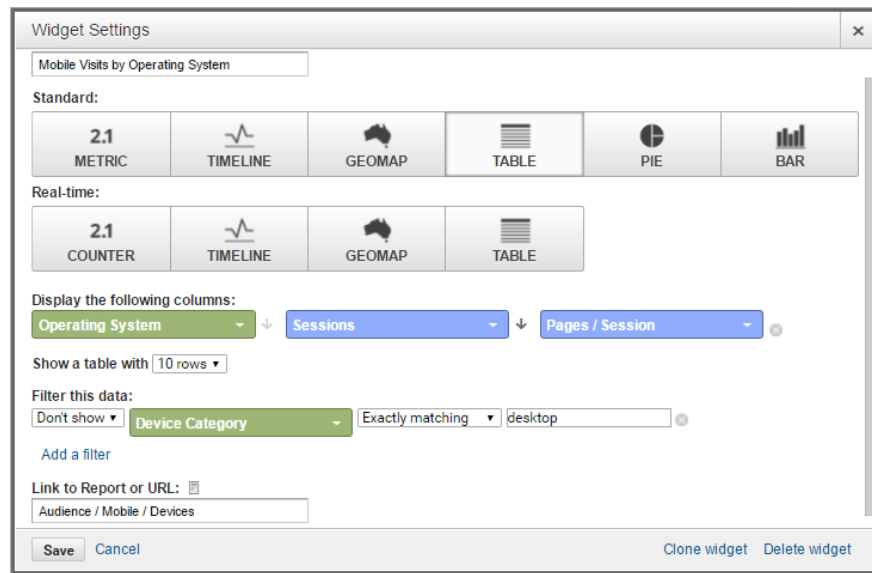 Widget Settings
Mobile Visits by Operating System
Standard:
2.1 METRIC TIMELINE GEOMAP TABLE PIE BAR
Real-time:
2.1 COUNTER TIMELINE GEOMAP TABLE
Display the following columns:
Operating System Sessions Pages / Session
Show a table with 10 rows
Filter this data:
Don't show Device Category Exactly matching desktop
Add a filter
Link to Report or URL:
Audience / Mobile / Devices
Save Cancel Clone widget Delete widget